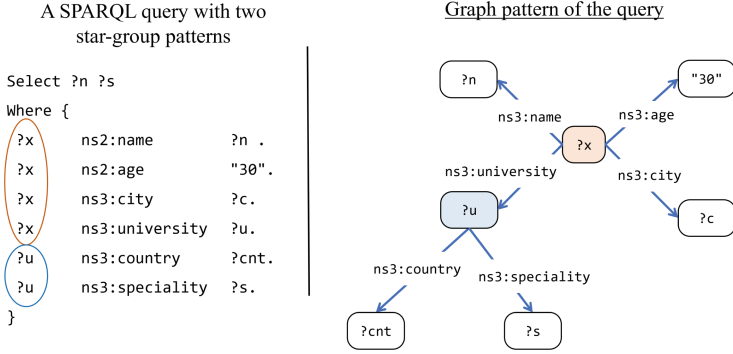 A SPARQL query with two
star-group patterns
Select ?n ?s
Where {
?x ns2:name ?n .
?x ns2:age "30".
?x ns3:city ?c.
?x ns3:university ?u.
?u ns3:country ?cnt.
?u ns3:speciality ?s.
}
Graph pattern of the query
?n
"30"
ns3:name
ns3:age
?x
ns3:university
ns3:city
?u
?c
ns3:country
ns3:speciality
?cnt
?s